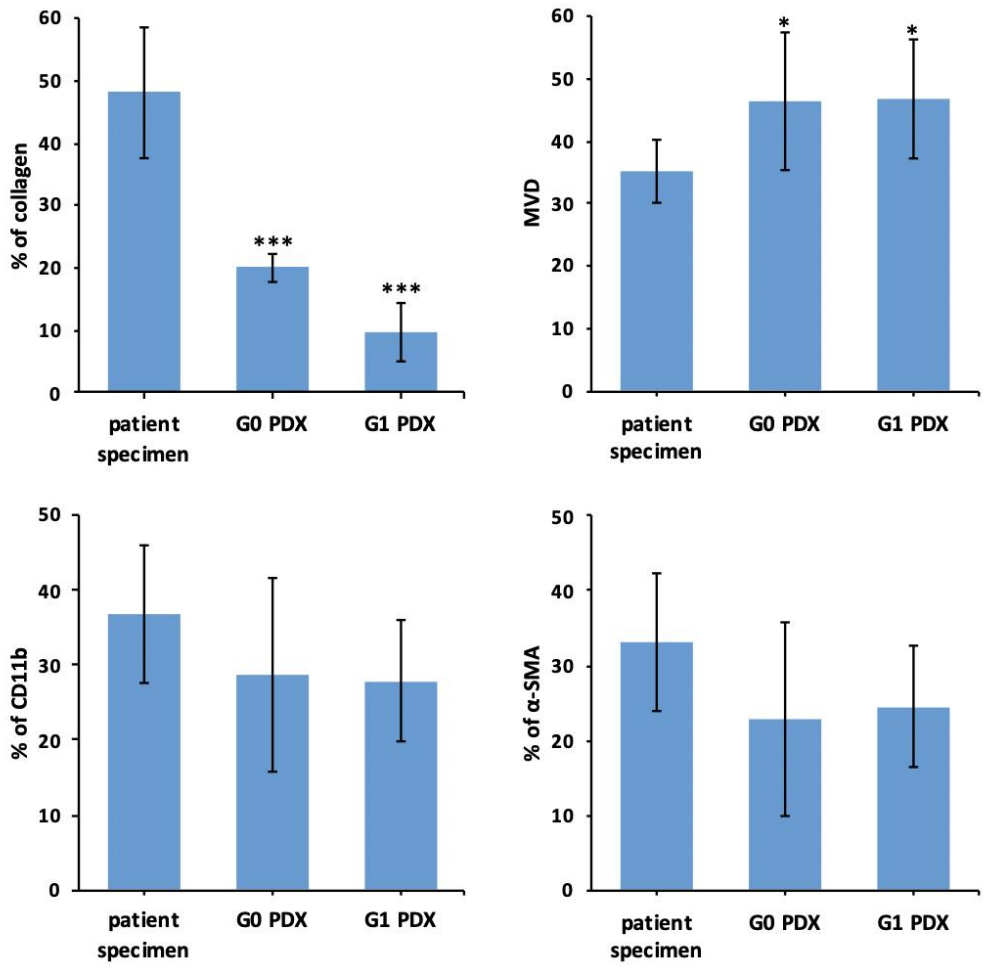 60
50
40
30
20
10
0
% of collagen
***
***
patient
specimen
G0 PDX
G1 PDX
60
50
40
30
20
10
0
MVD
*
*
patient
specimen
G0 PDX
G1 PDX
50
40
30
20
10
0
% of CD11b
patient
specimen
G0 PDX
G1 PDX
50
40
30
20
10
0
% of α-SMA
patient
specimen
G0 PDX
G1 PDX